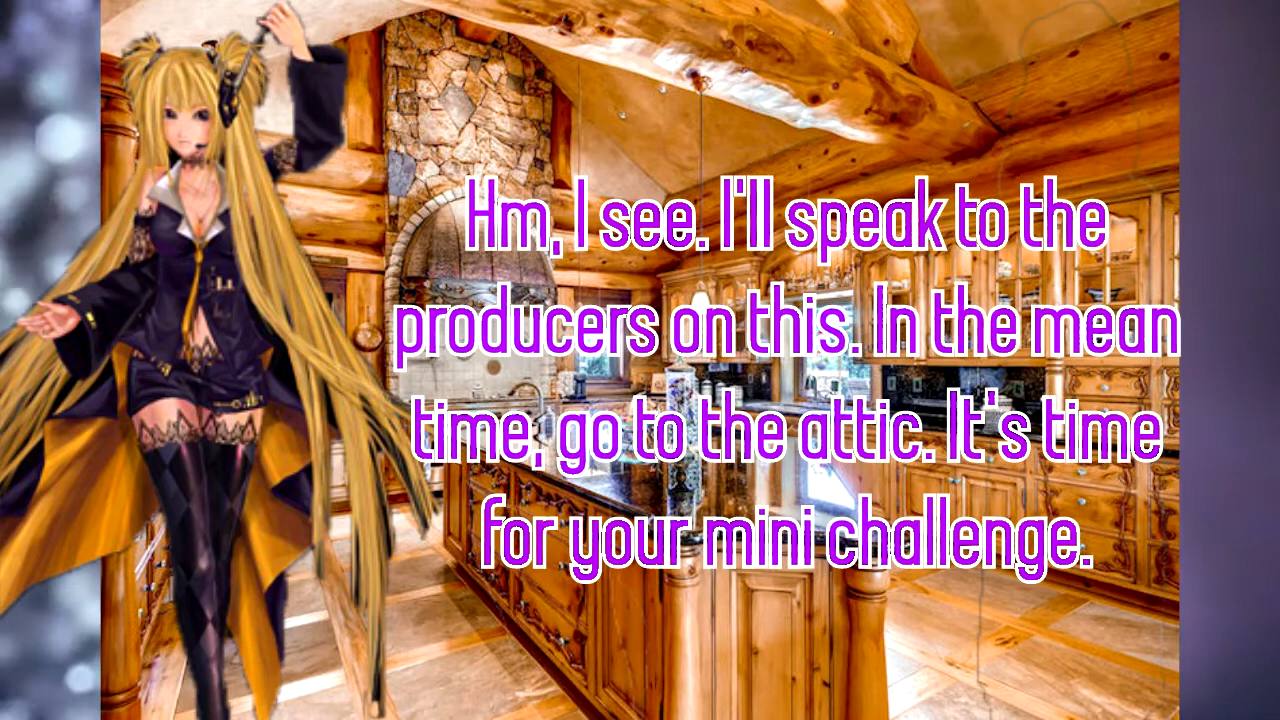 Hm, I see. I'll speak to the
producers on this. In the mean
time, go to the attic. It's time
for your mini challenge.